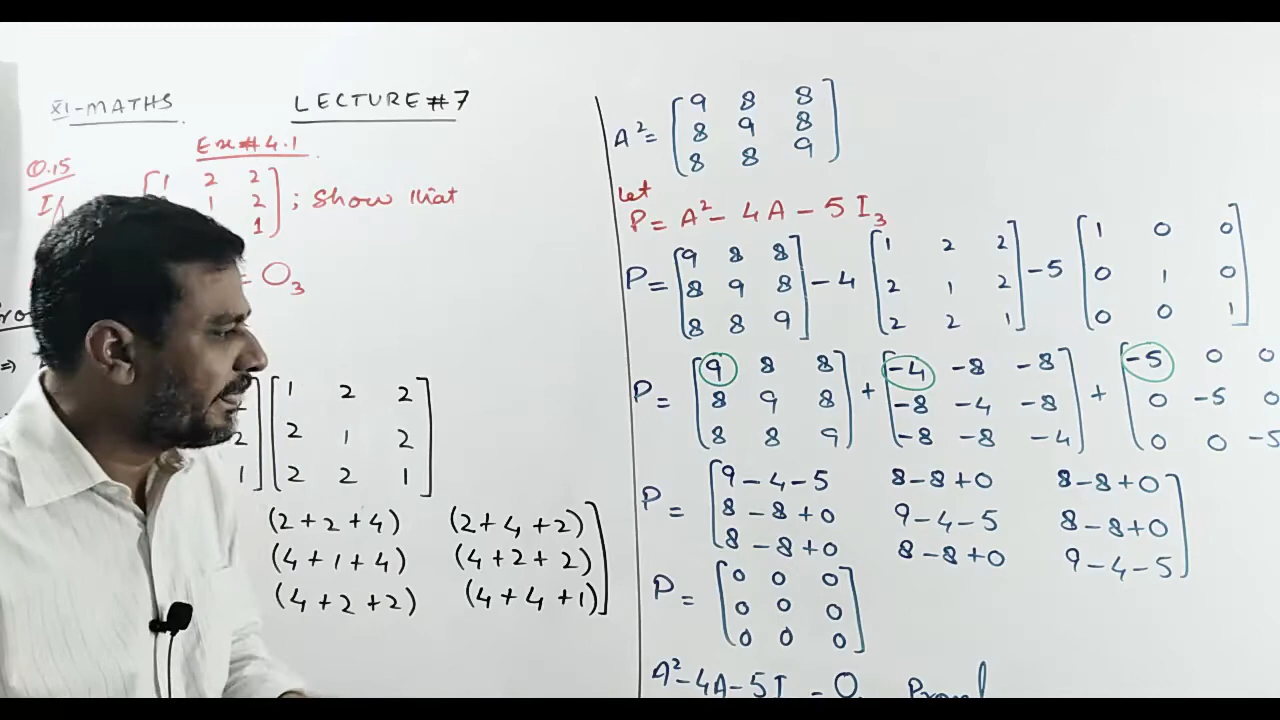 XI-MATHS LECTURE#7
Ex#4.1
Q.15
1 2 2
1 2 ; Show that
1
= O₃
=>)
1 2 2
2 2 1 2
1 2 2 1
(2+2+4) (2+4+2)
(4+1+4) (4+2+2)
(4+2+2) (4+4+1)
A² = 9 8 8
8 9 8
8 8 9
Let
P = A² - 4A - 5I₃
P = 9 8 8 - 4 1 2 2 - 5 1 0 0
8 9 8 2 1 2 0 1 0
8 8 9 2 2 1 0 0 1
P = 9 8 8 + -4 -8 -8 + -5 0 0
8 9 8 -8 -4 -8 0 -5 0
8 8 9 -8 -8 -4 0 0 -5
P = 9-4-5 8-8+0 8-8+0
8-8+0 9-4-5 8-8+0
8-8+0 8-8+0 9-4-5
P = 0 0 0
0 0 0
0 0 0
A²-4A-5I = O